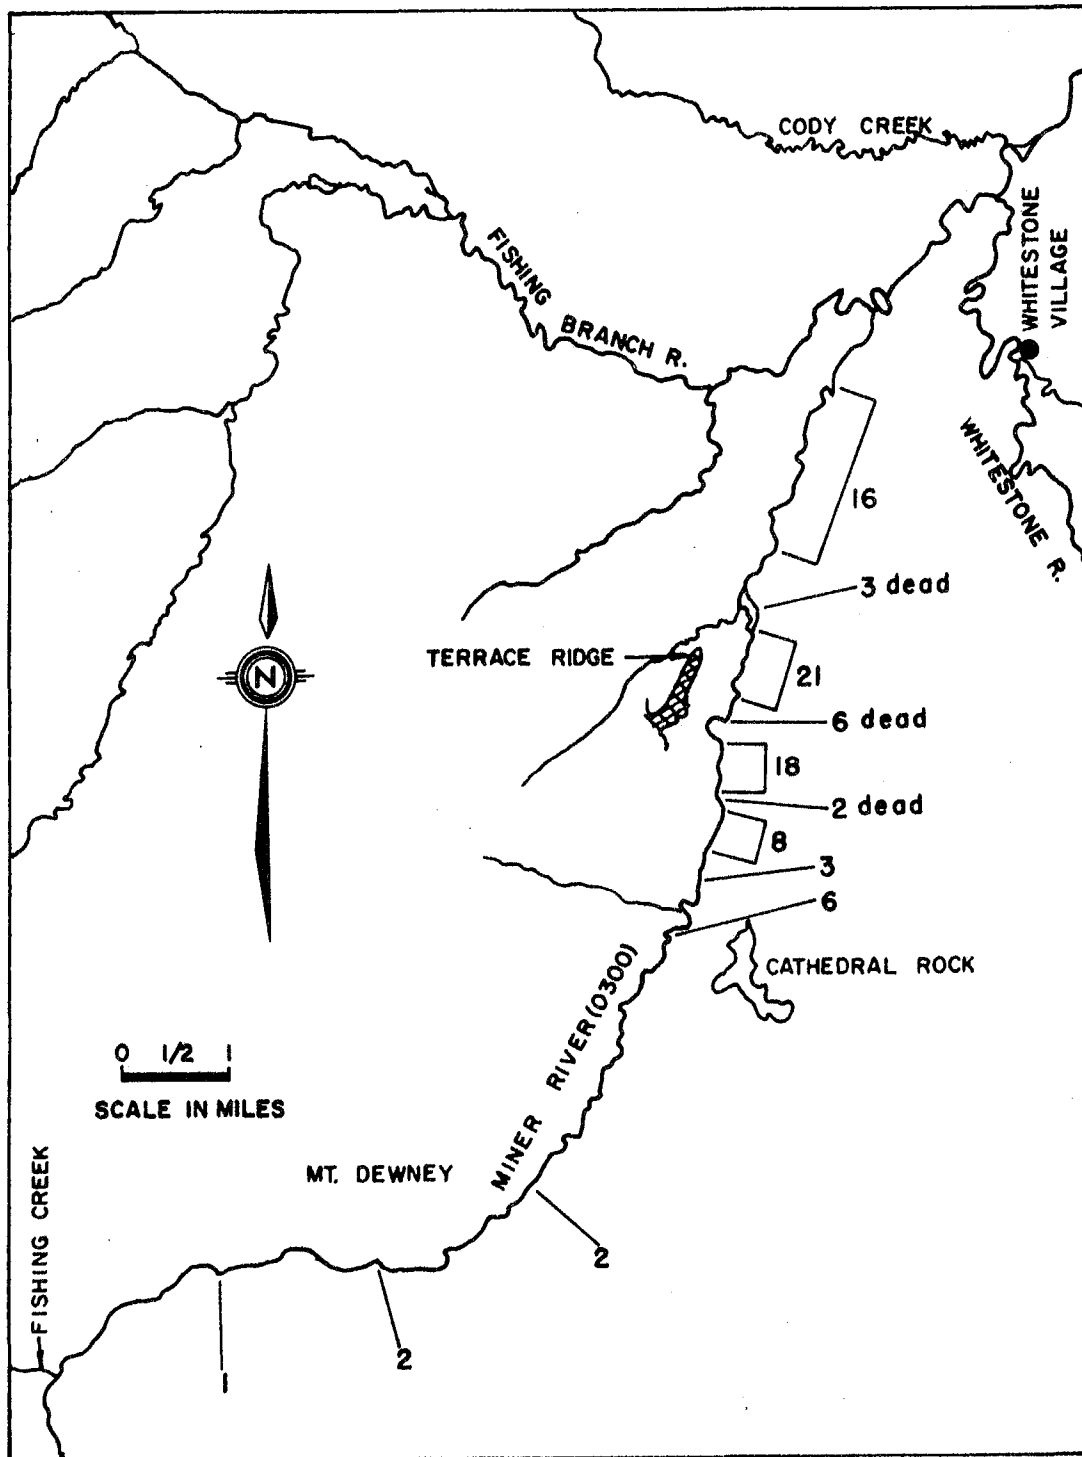 CODY CREEK
WHITESTONE
VILLAGE
FISHING
BRANCH R.
WHITESTONE R.
16
3 dead
TERRACE RIDGE
21
6 dead
18
2 dead
8
3
6
CATHEDRAL ROCK
N
MINER RIVER (0300)
0 1/2 1
SCALE IN MILES
MT. DEWNEY
FISHING CREEK
2
2
1